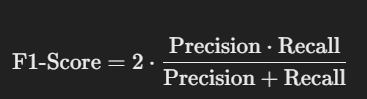 F1-Score = 2 · Precision · Recall / Precision + Recall